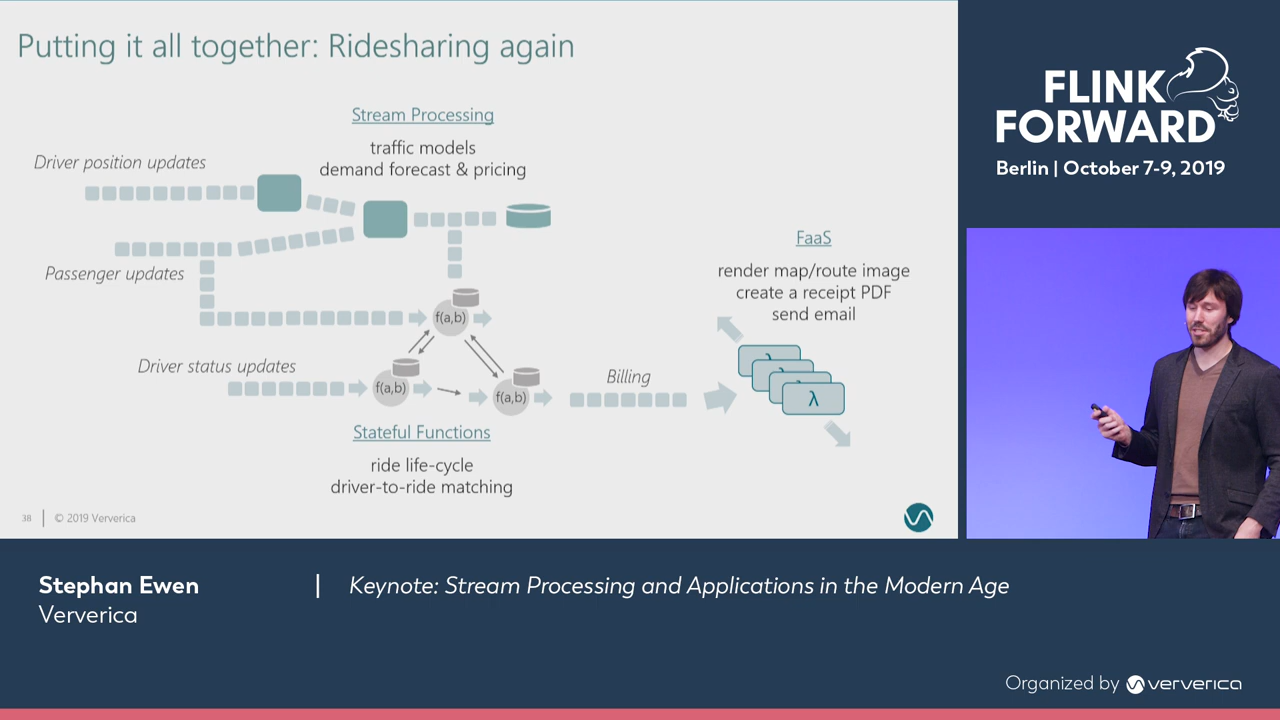 Putting it all together: Ridesharing again
Stream Processing
traffic models
demand forecast & pricing
Driver position updates
Passenger updates
f(a,b)
Driver status updates
f(a,b)
f(a,b)
Stateful Functions
ride life-cycle
driver-to-ride matching
Billing
FaaS
render map/route image
create a receipt PDF
send email
λ
λ
λ
λ
38 | © 2019 Ververica
FLINK
FORWARD
Berlin | October 7-9, 2019
Stephan Ewen | Keynote: Stream Processing and Applications in the Modern Age
Ververica
Organized by ververica